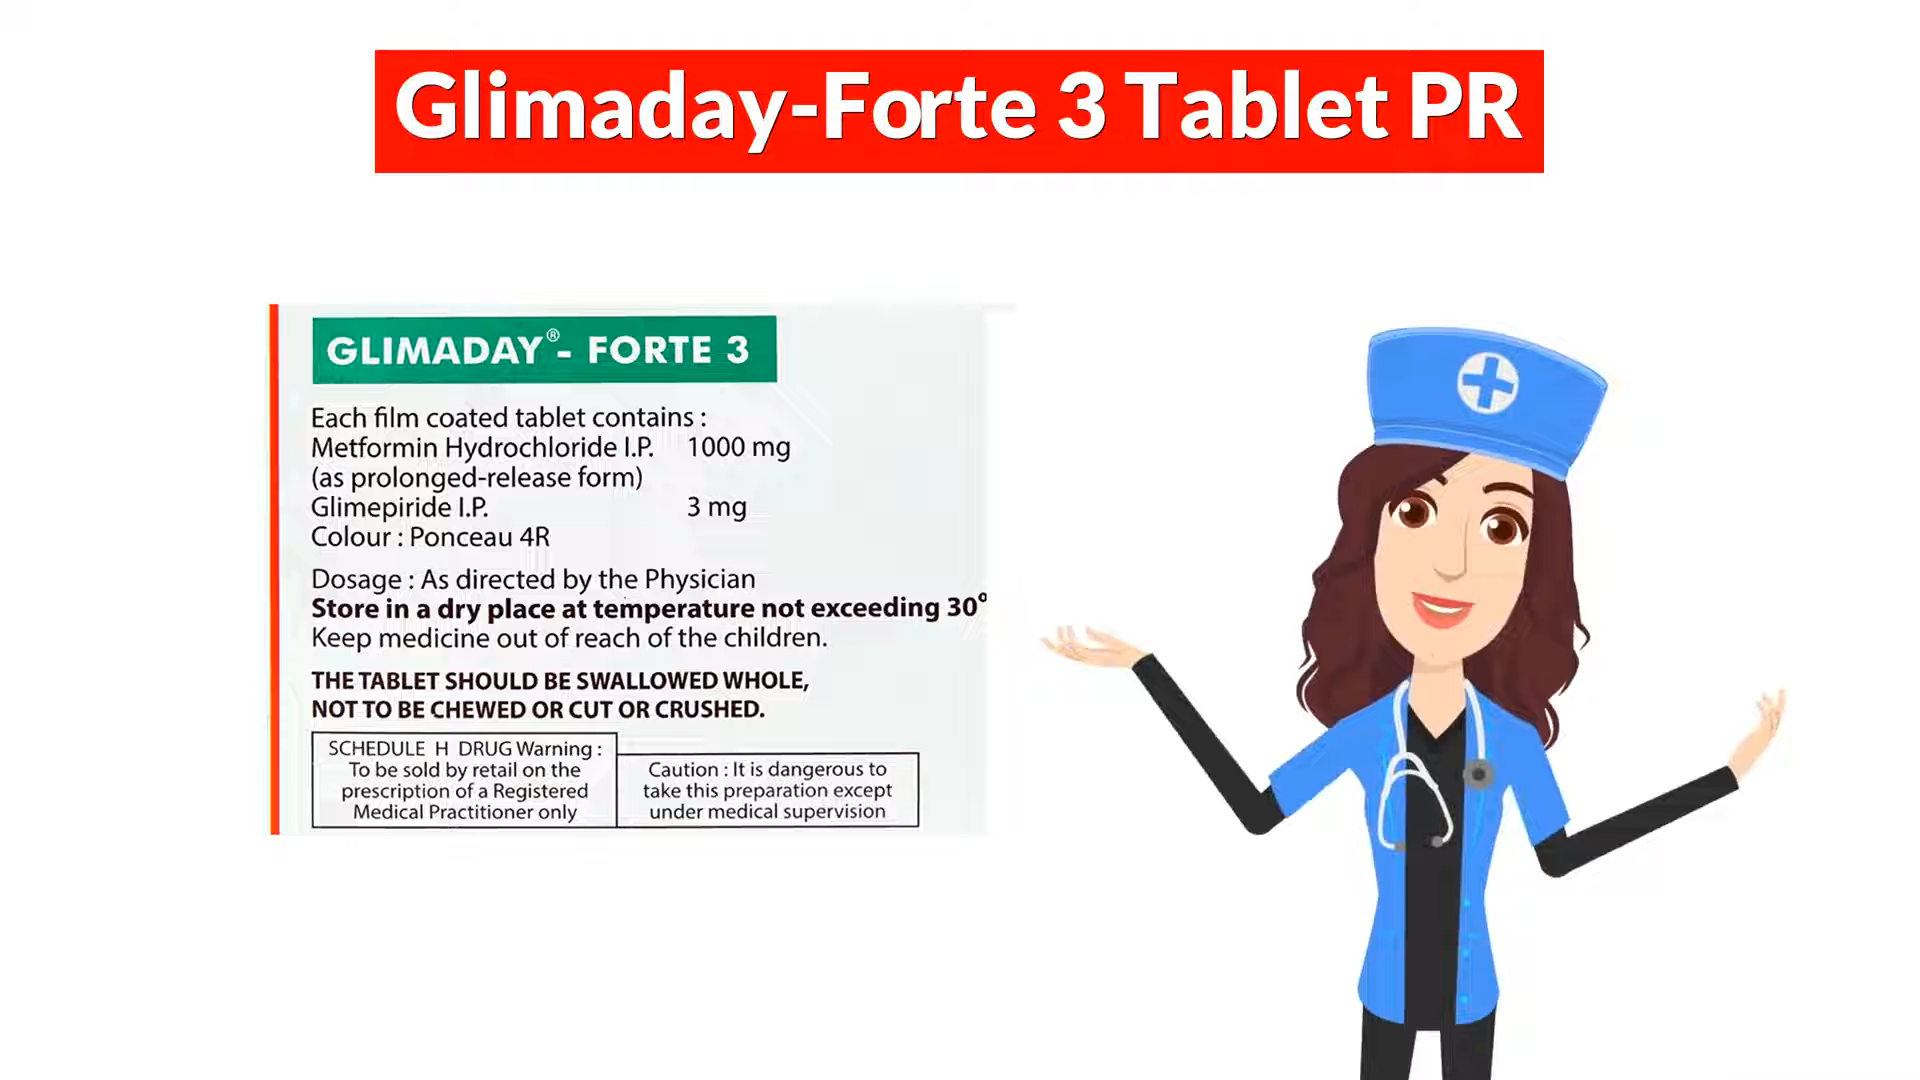 Glimaday-Forte 3 Tablet PR
GLIMADAY®- FORTE 3
Each film coated tablet contains :
Metformin Hydrochloride I.P. 1000 mg
(as prolonged-release form)
Glimepiride I.P. 3 mg
Colour : Ponceau 4R
Dosage : As directed by the Physician
Store in a dry place at temperature not exceeding 30°
Keep medicine out of reach of the children.
THE TABLET SHOULD BE SWALLOWED WHOLE,
NOT TO BE CHEWED OR CUT OR CRUSHED.
SCHEDULE H DRUG Warning :
To be sold by retail on the
prescription of a Registered
Medical Practitioner only
Caution : It is dangerous to
take this preparation except
under medical supervision